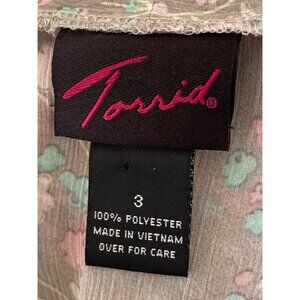 Torrid®
3
100% POLYESTER
MADE IN VIETNAM
OVER FOR CARE